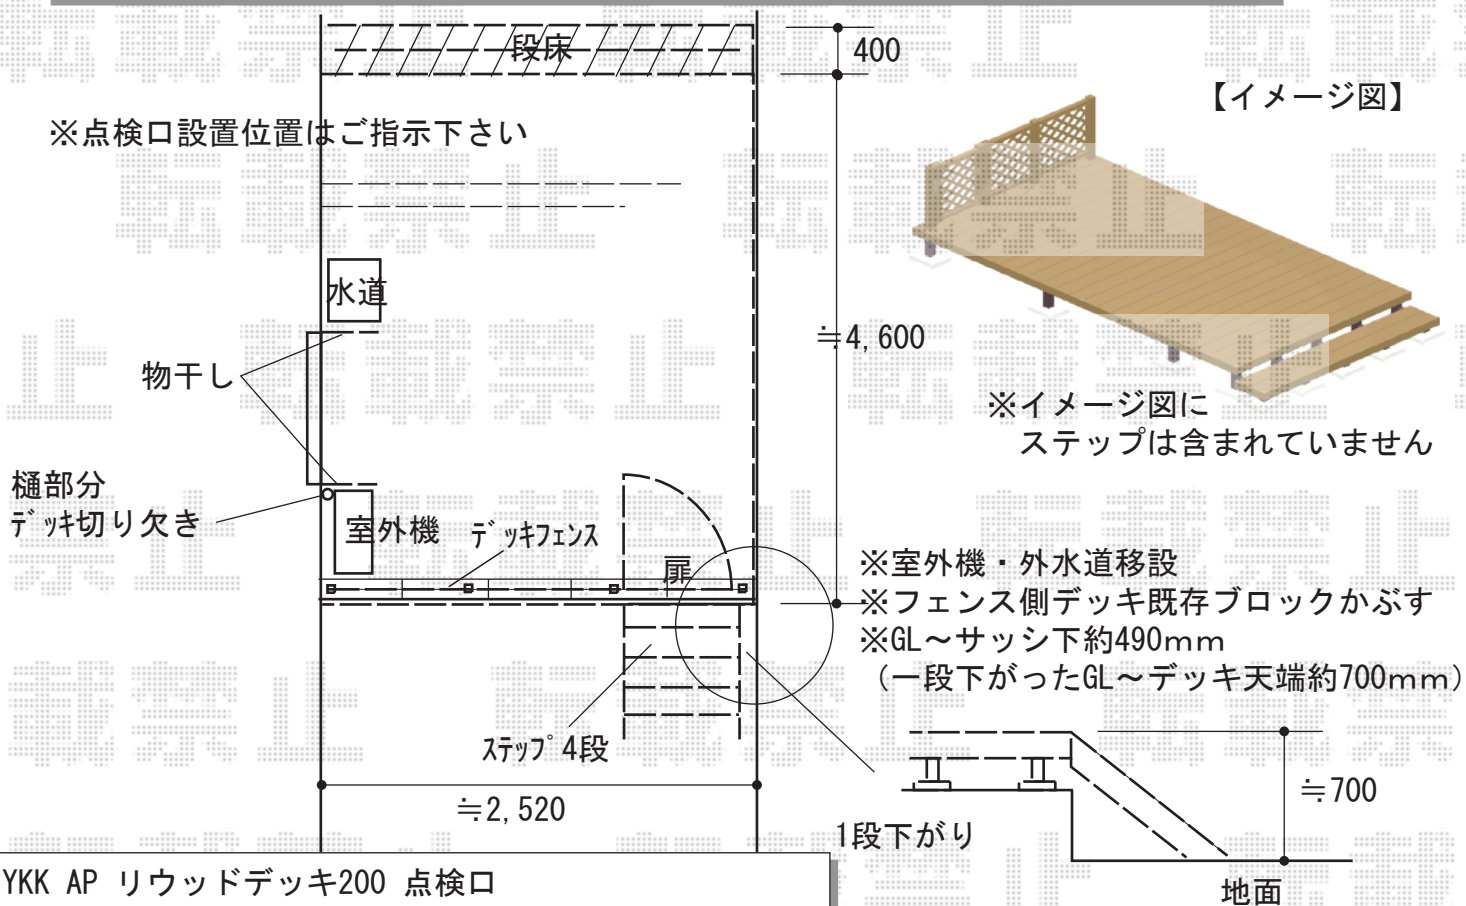 段床
400
【イメージ図】
※点検口設置位置はご指示下さい
水道
≒4,600
物干し
※イメージ図に
ステップは含まれていません
樋部分
デッキ切り欠き
室外機
デッキフェンス
扉
※室外機・外水道移設
※フェンス側デッキ既存ブロックかぶす
※GL～サッシ下約490mm
(一段下がったGL～デッキ天端約700mm)
ステップ4段
≒2,520
≒700
1段下がり
地面
YKK AP リウッドデッキ200 点検口
転載禁止